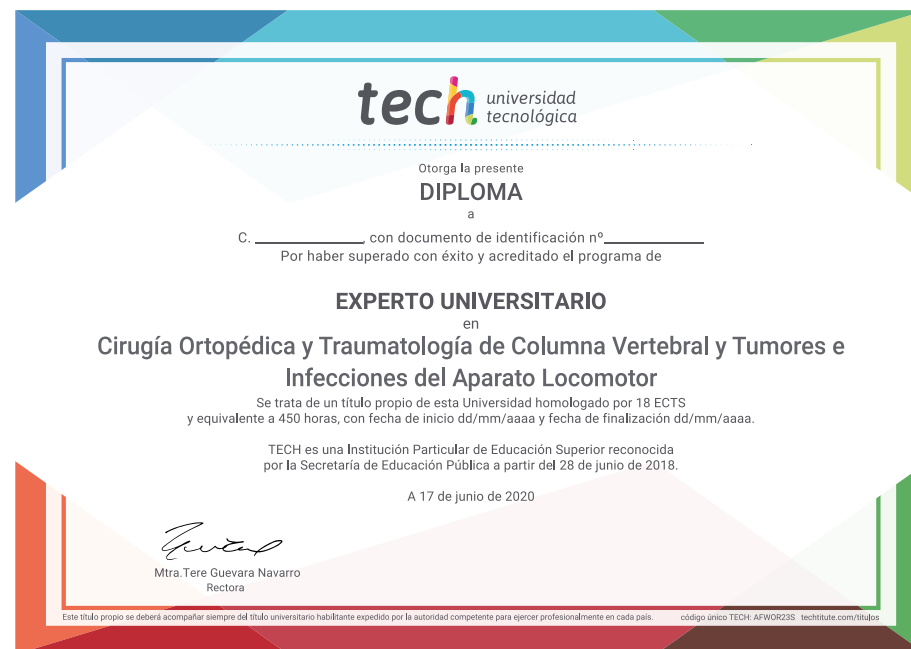 tech universidad
tecnológica
Otorga la presente
DIPLOMA
a
C. ______________, con documento de identificación nº_____________
Por haber superado con éxito y acreditado el programa de
EXPERTO UNIVERSITARIO
en
Cirugía Ortopédica y Traumatología de Columna Vertebral y Tumores e
Infecciones del Aparato Locomotor
Se trata de un título propio de esta Universidad homologado por 18 ECTS
y equivalente a 450 horas, con fecha de inicio dd/mm/aaaa y fecha de finalización dd/mm/aaaa.
TECH es una Institución Particular de Educación Superior reconocida
por la Secretaría de Educación Pública a partir del 28 de junio de 2018.
A 17 de junio de 2020
Mtra.Tere Guevara Navarro
Rectora
Este título propio se deberá acompañar siempre del título universitario habilitante expedido por la autoridad competente para ejercer profesionalmente en cada país. código único TECH: AFWOR23S techtitute.com/titulos